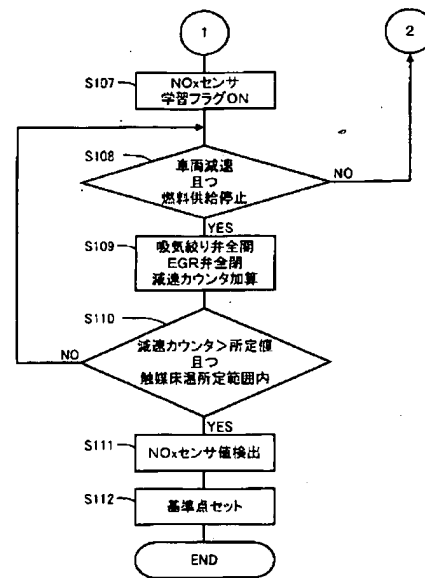 1
2
S107
NOxセンサ
学習フラグON
S108
車両減速
且つ
燃料供給停止
NO
YES
S109
吸気絞り弁全開
EGR弁全閉
減速カウンタ加算
S110
減速カウンタ>所定値
且つ
触媒床温所定範囲内
NO
YES
S111
NOxセンサ値検出
S112
基準点セット
END